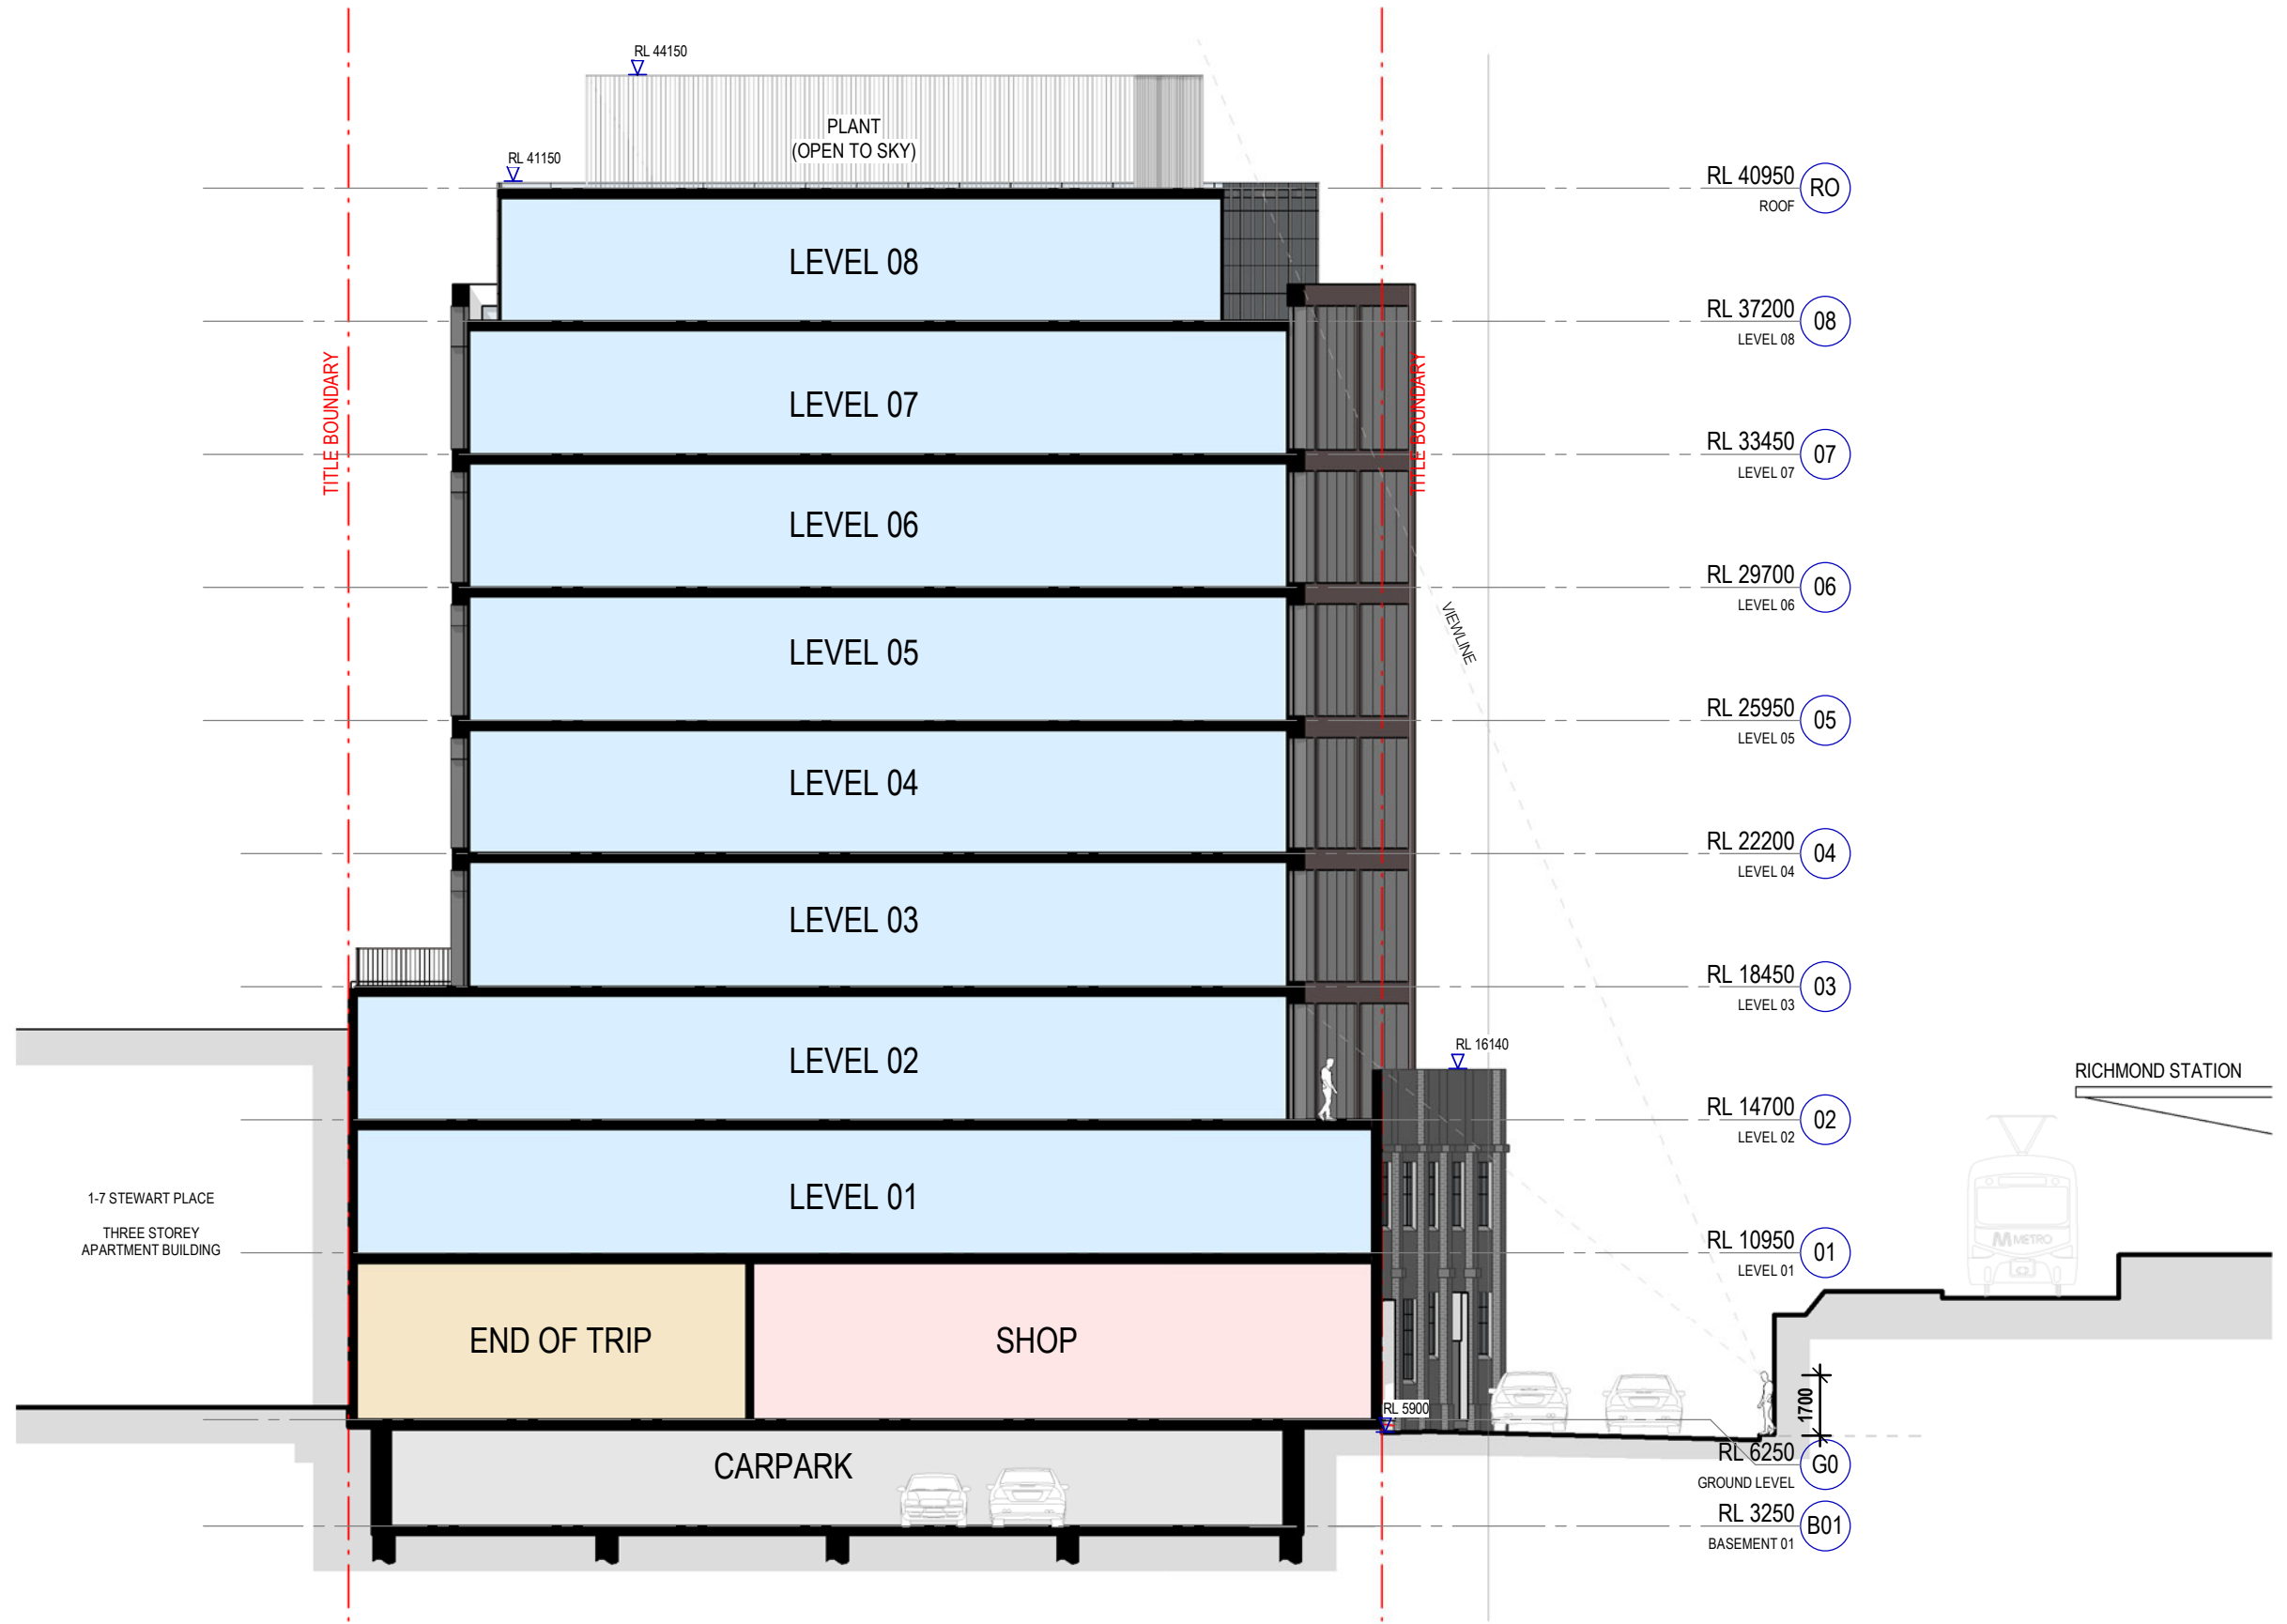 RL 44150
PLANT
(OPEN TO SKY)
RL 41150
RL 40950
RO
ROOF
LEVEL 08
RL 37200
08
LEVEL 08
TITLE BOUNDARY
TITLE BOUNDARY
LEVEL 07
RL 33450
07
LEVEL 07
LEVEL 06
RL 29700
06
LEVEL 06
VIEWLINE
LEVEL 05
RL 25950
05
LEVEL 05
LEVEL 04
RL 22200
04
LEVEL 04
LEVEL 03
RL 18450
03
LEVEL 03
RL 16140
LEVEL 02
RICHMOND STATION
RL 14700
02
LEVEL 02
1-7 STEWART PLACE
THREE STOREY
APARTMENT BUILDING
LEVEL 01
M METRO
RL 10950
01
LEVEL 01
END OF TRIP
SHOP
1700
RL 5900
CARPARK
RL 6250
G0
GROUND LEVEL
RL 3250
B01
BASEMENT 01